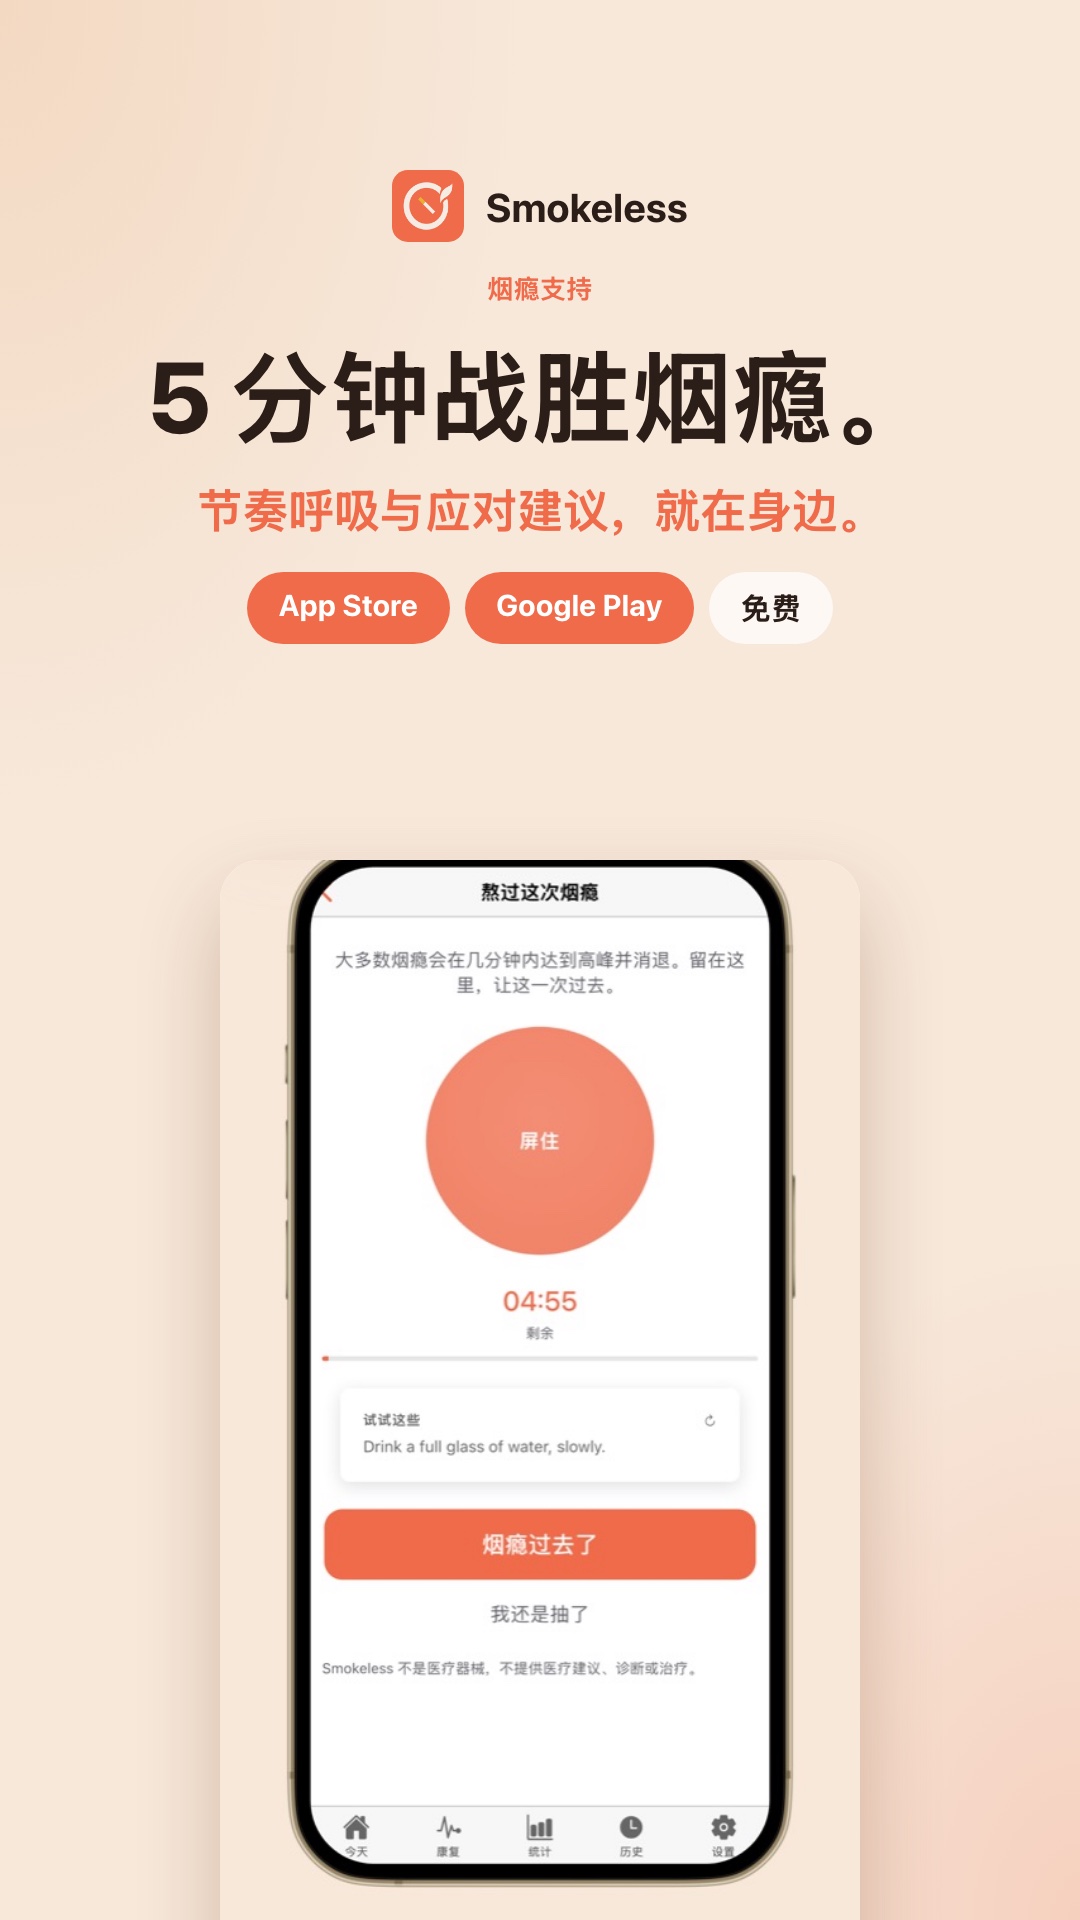 Smokeless
烟瘾支持
5 分钟战胜烟瘾。
节奏呼吸与应对建议，就在身边。
App Store
Google Play
免费
熬过这次烟瘾
大多数烟瘾会在几分钟内达到高峰并消退。留在这
里，让这一次过去。
屏住
04:55
剩余
试试这些
Drink a full glass of water, slowly.
烟瘾过去了
我还是抽了
Smokeless 不是医疗器械，不提供医疗建议、诊断或治疗。
今天
康复
统计
历史
设置